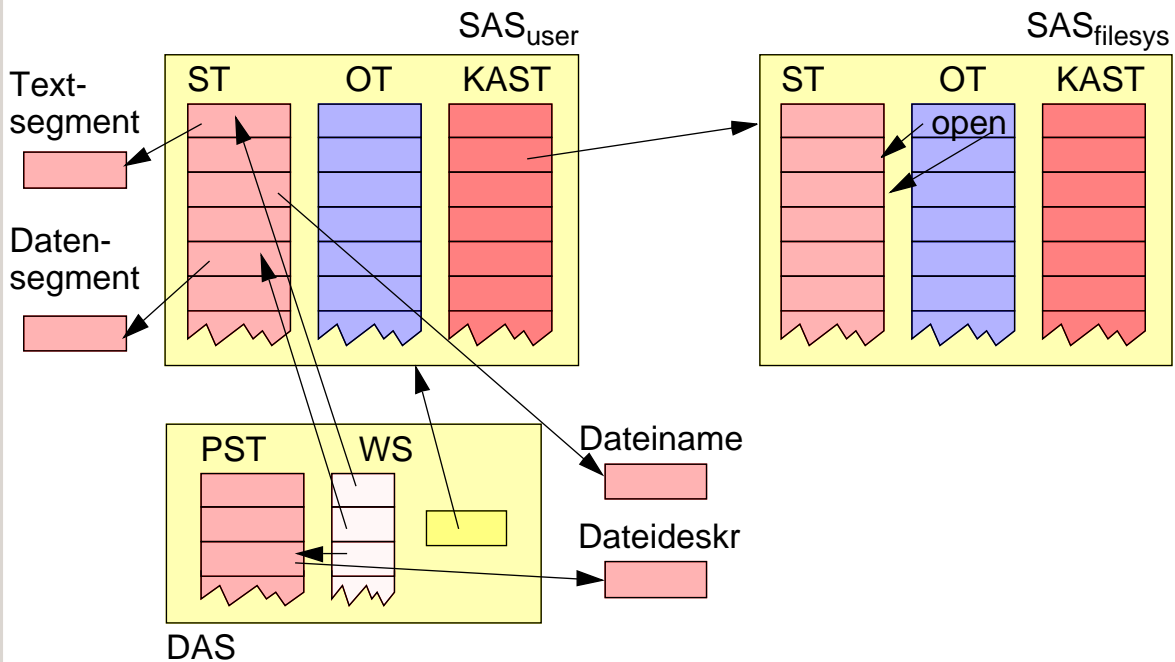 SASuser
SASfilesys
Text-
segment
ST OT KAST
ST OT KAST
open
Daten-
segment
PST WS
Dateiname
Dateideskr
DAS